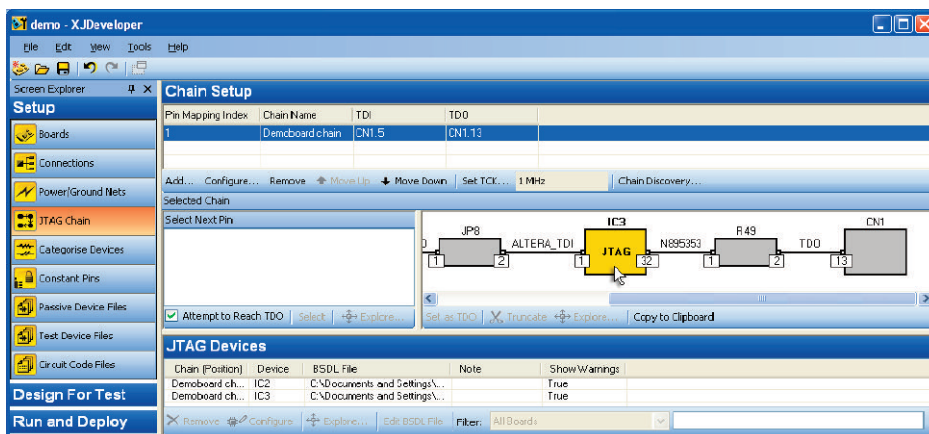 demo - XJDeveloper
File Edit View Tools Help
Screen Explorer
Setup
Boards
Connections
Power/Ground Nets
JTAG Chain
Categorise Devices
Constant Pins
Passive Device Files
Test Device Files
Circuit Code Files
Design For Test
Run and Deploy
Chain Setup
Pin Mapping Index Chain Name TDI TDO
1 Demoboard chain CN1.5 CN1.13
Add... Configure... Remove Move Up Move Down Set TCK... 1 MHz Chain Discovery...
Selected Chain
Select Next Pin
JP8 IC3 R49 CN1
ALTERA_TDI JTAG N895353 TDO
1 2 1 32 1 2 13
Attempt to Reach TDO Select Explore... Set as TDO Truncate Explore... Copy to Clipboard
JTAG Devices
Chain (Position) Device BSDL File Note Show Warnings
Demoboard ch... IC2 C:\Documents and Settings\... True
Demoboard ch... IC3 C:\Documents and Settings\... True
Remove Configure Explore... Edit BSDL File Filter: All Boards